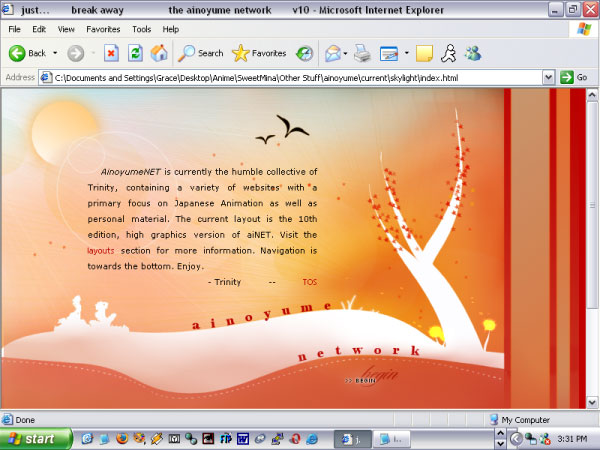 just... break away the ainoyume network v10 - Microsoft Internet Explorer
File Edit View Favorites Tools Help
Back Search Favorites
Address C:\Documents and Settings\Grace\Desktop\Anime\SweetMina\Other Stuff\ainoyume\current\skylight\index.html Go
AinoyumeNET is currently the humble collective of
Trinity, containing a variety of websites with a
primary focus on Japanese Animation as well as
personal material. The current layout is the 10th
edition, high graphics version of aiNET. Visit the
layouts section for more information. Navigation is
towards the bottom. Enjoy.
- Trinity -- TOS
ainoyume
network
begin
>> BEGIN
Done My Computer
start j. 3:31 PM